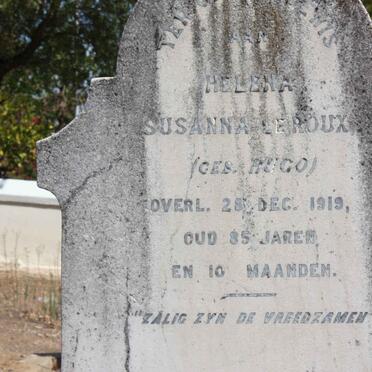 AAN
HELENA
SUSANNA LE ROUX,
(GEB. HUGO)
OVERL. 28 DEC. 1919,
OUD 85 JAREN
EN 10 MAANDEN.
"ZALIG ZYN DE VREEDZAMEN"